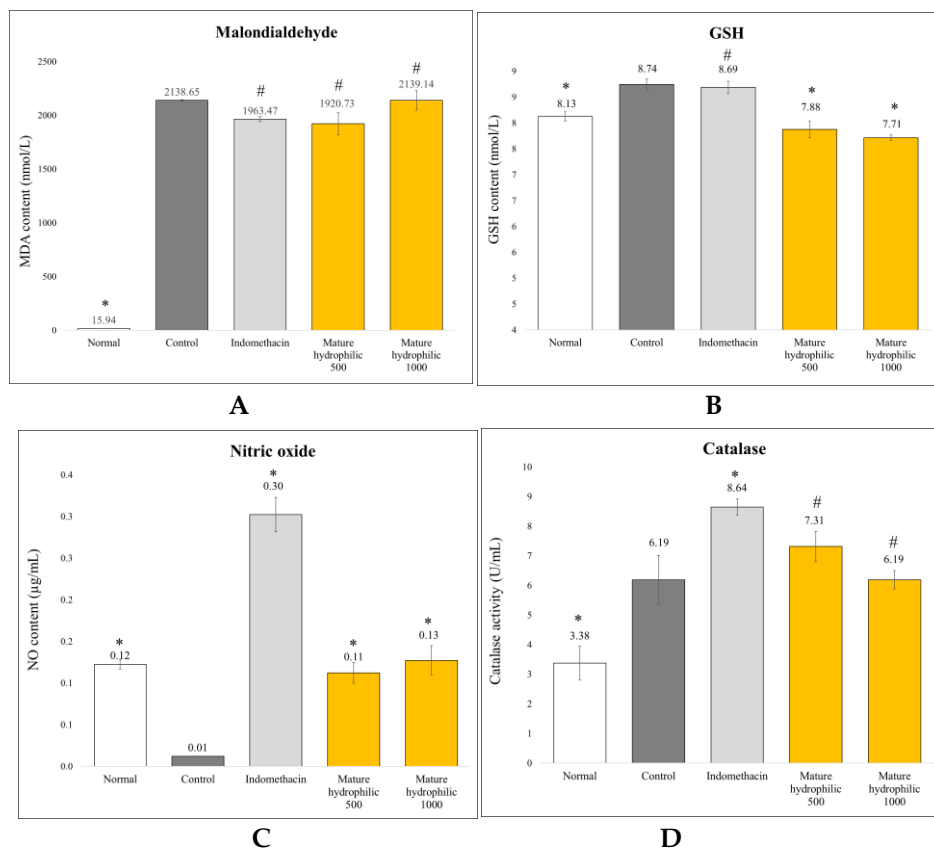 Malondialdehyde
MDA content (nmol/L)
2500
2000
1500
1000
500
0
*
15.94
2138.65
#
1963.47
#
1920.73
#
2139.14
Normal
Control
Indomethacin
Mature
hydrophilic
500
Mature
hydrophilic
1000
A
GSH
GSH content (nmol/L)
9
9
8
8
7
7
6
6
5
5
4
*
8.13
8.74
#
8.69
*
7.88
*
7.71
Normal
Control
Indomethacin
Mature
hydrophilic
500
Mature
hydrophilic
1000
B
Nitric oxide
NO content (µg/mL)
0.4
0.3
0.3
0.2
0.2
0.1
0.1
0.0
*
0.12
0.01
*
0.30
*
0.11
*
0.13
Normal
Control
Indomethacin
Mature
hydrophilic
500
Mature
hydrophilic
1000
C
Catalase
Catalase activity (U/mL)
10
9
8
7
6
5
4
3
2
1
0
*
3.38
6.19
*
8.64
#
7.31
#
6.19
Normal
Control
Indomethacin
Mature
hydrophilic
500
Mature
hydrophilic
1000
D